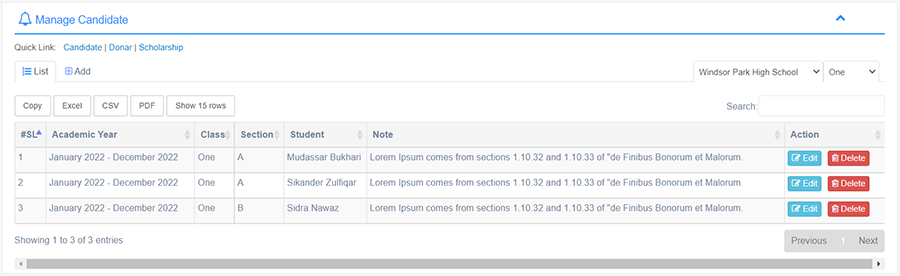 Manage Candidate
Quick Link: Candidate | Donar | Scholarship
List Add Windsor Park High School One
Copy Excel CSV PDF Show 15 rows Search:
#SL Academic Year Class Section Student Note Action
1 January 2022 - December 2022 One A Mudassar Bukhari Lorem Ipsum comes from sections 1.10.32 and 1.10.33 of "de Finibus Bonorum et Malorum. Edit Delete
2 January 2022 - December 2022 One A Sikander Zulfiqar Lorem Ipsum comes from sections 1.10.32 and 1.10.33 of "de Finibus Bonorum et Malorum. Edit Delete
3 January 2022 - December 2022 One B Sidra Nawaz Lorem Ipsum comes from sections 1.10.32 and 1.10.33 of "de Finibus Bonorum et Malorum. Edit Delete
Showing 1 to 3 of 3 entries Previous 1 Next